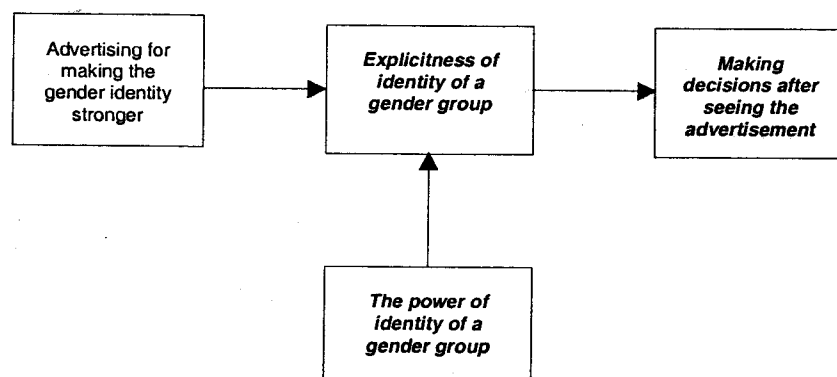 Advertising for
making the
gender identity
stronger
Explicitness of
identity of a
gender group
Making
decisions after
seeing the
advertisement
The power of
identity of a
gender group